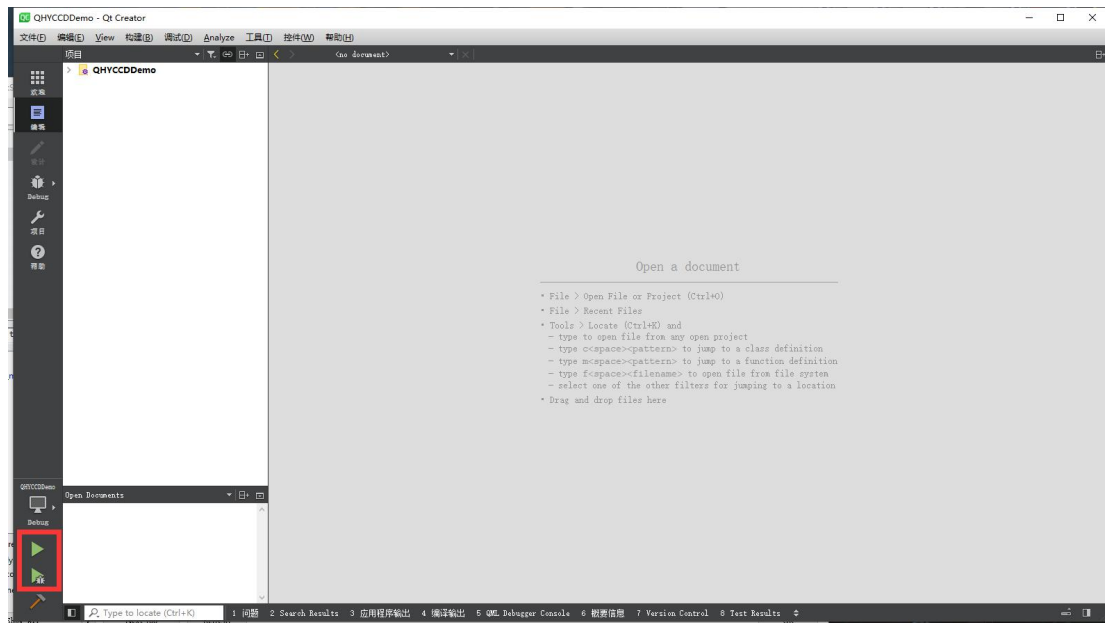 QHYCCDDemo - Qt Creator
文件(F) 编辑(E) View 构建(B) 调试(D) Analyze 工具(T) 控件(W) 帮助(H)
项目
<no document>
QHYCCDDemo
欢迎
编辑
设计
Debug
项目
帮助
Open a document
• File > Open File or Project (Ctrl+O)
• File > Recent Files
• Tools > Locate (Ctrl+K) and
– type to open file from any open project
– type c<space><pattern> to jump to a class definition
– type m<space><pattern> to jump to a function definition
– type f<space><filename> to open file from file system
– select one of the other filters for jumping to a location
• Drag and drop files here
QHYCCDDemo
Debug
Open Documents
Type to locate (Ctrl+K)
1 问题 2 Search Results 3 应用程序输出 4 编译输出 5 QML Debugger Console 6 概要信息 7 Version Control 8 Test Results